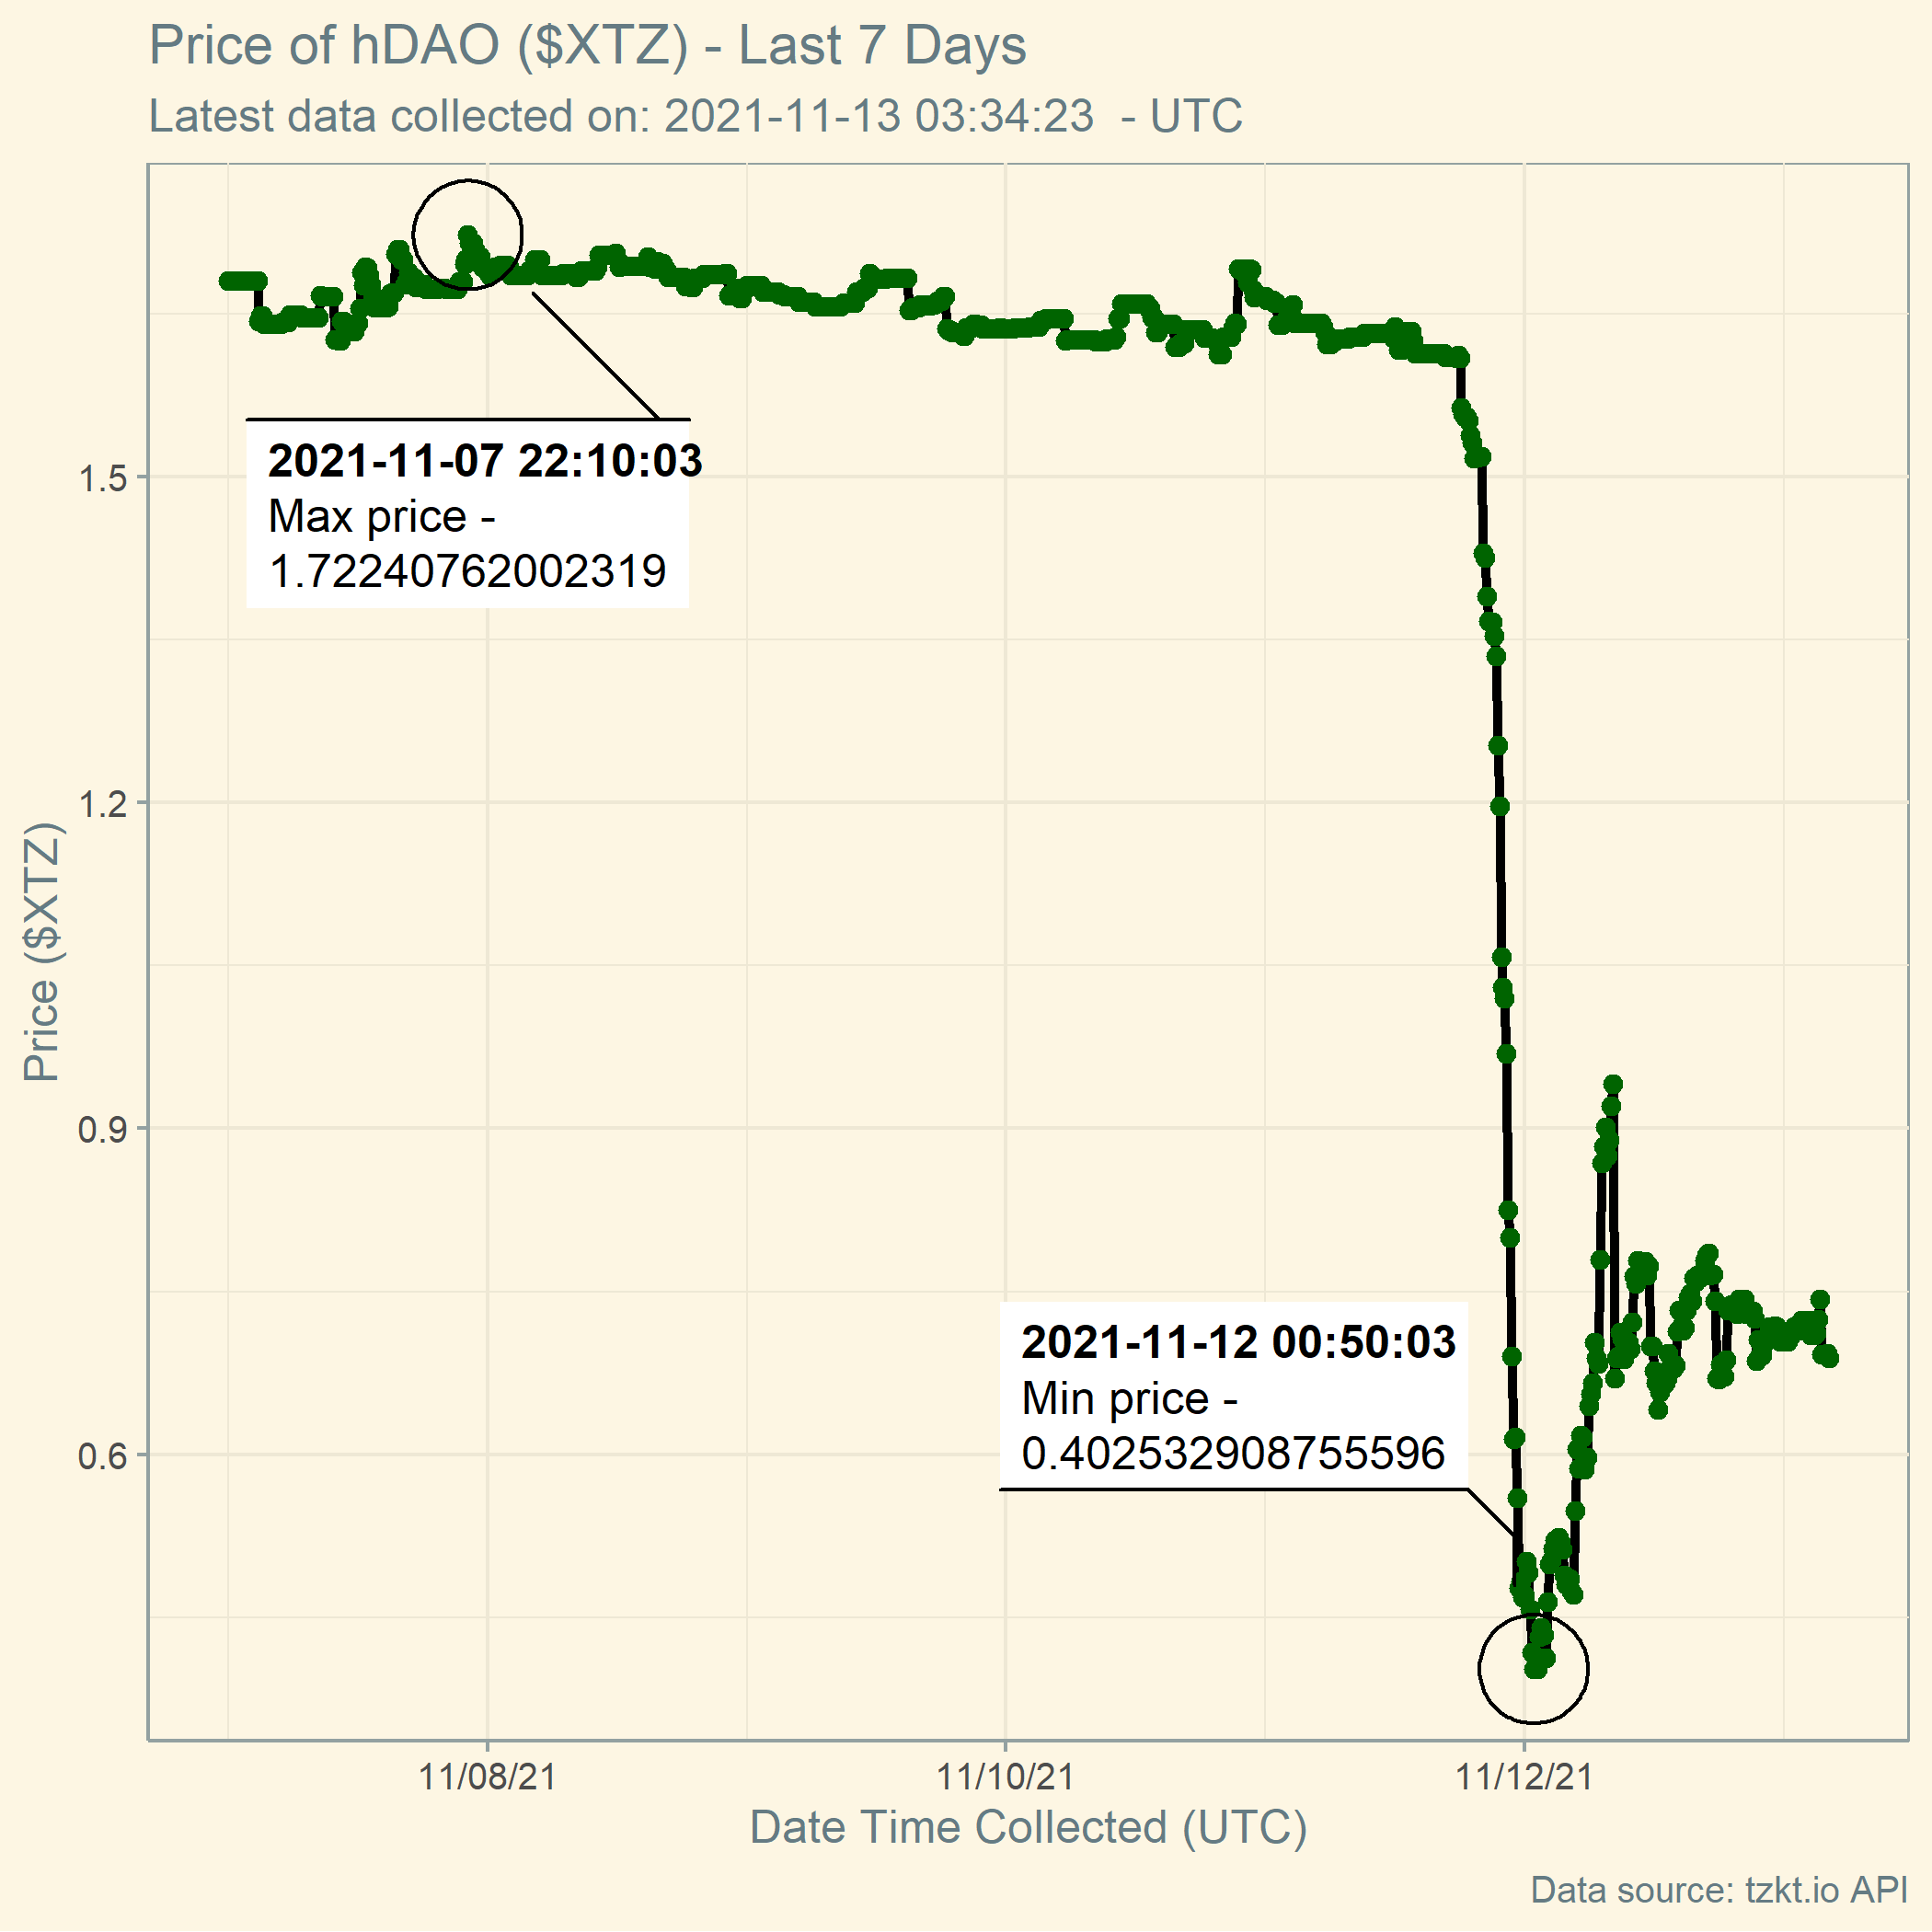 Price of hDAO ($XTZ) - Last 7 Days
Latest data collected on: 2021-11-13 03:34:23  - UTC
2021-11-07 22:10:03
Max price -
1.72240762002319
1.5
1.2
0.9
0.6
Price ($XTZ)
2021-11-12 00:50:03
Min price -
0.402532908755596
11/08/21
11/10/21
11/12/21
Date Time Collected (UTC)
Data source: tzkt.io API